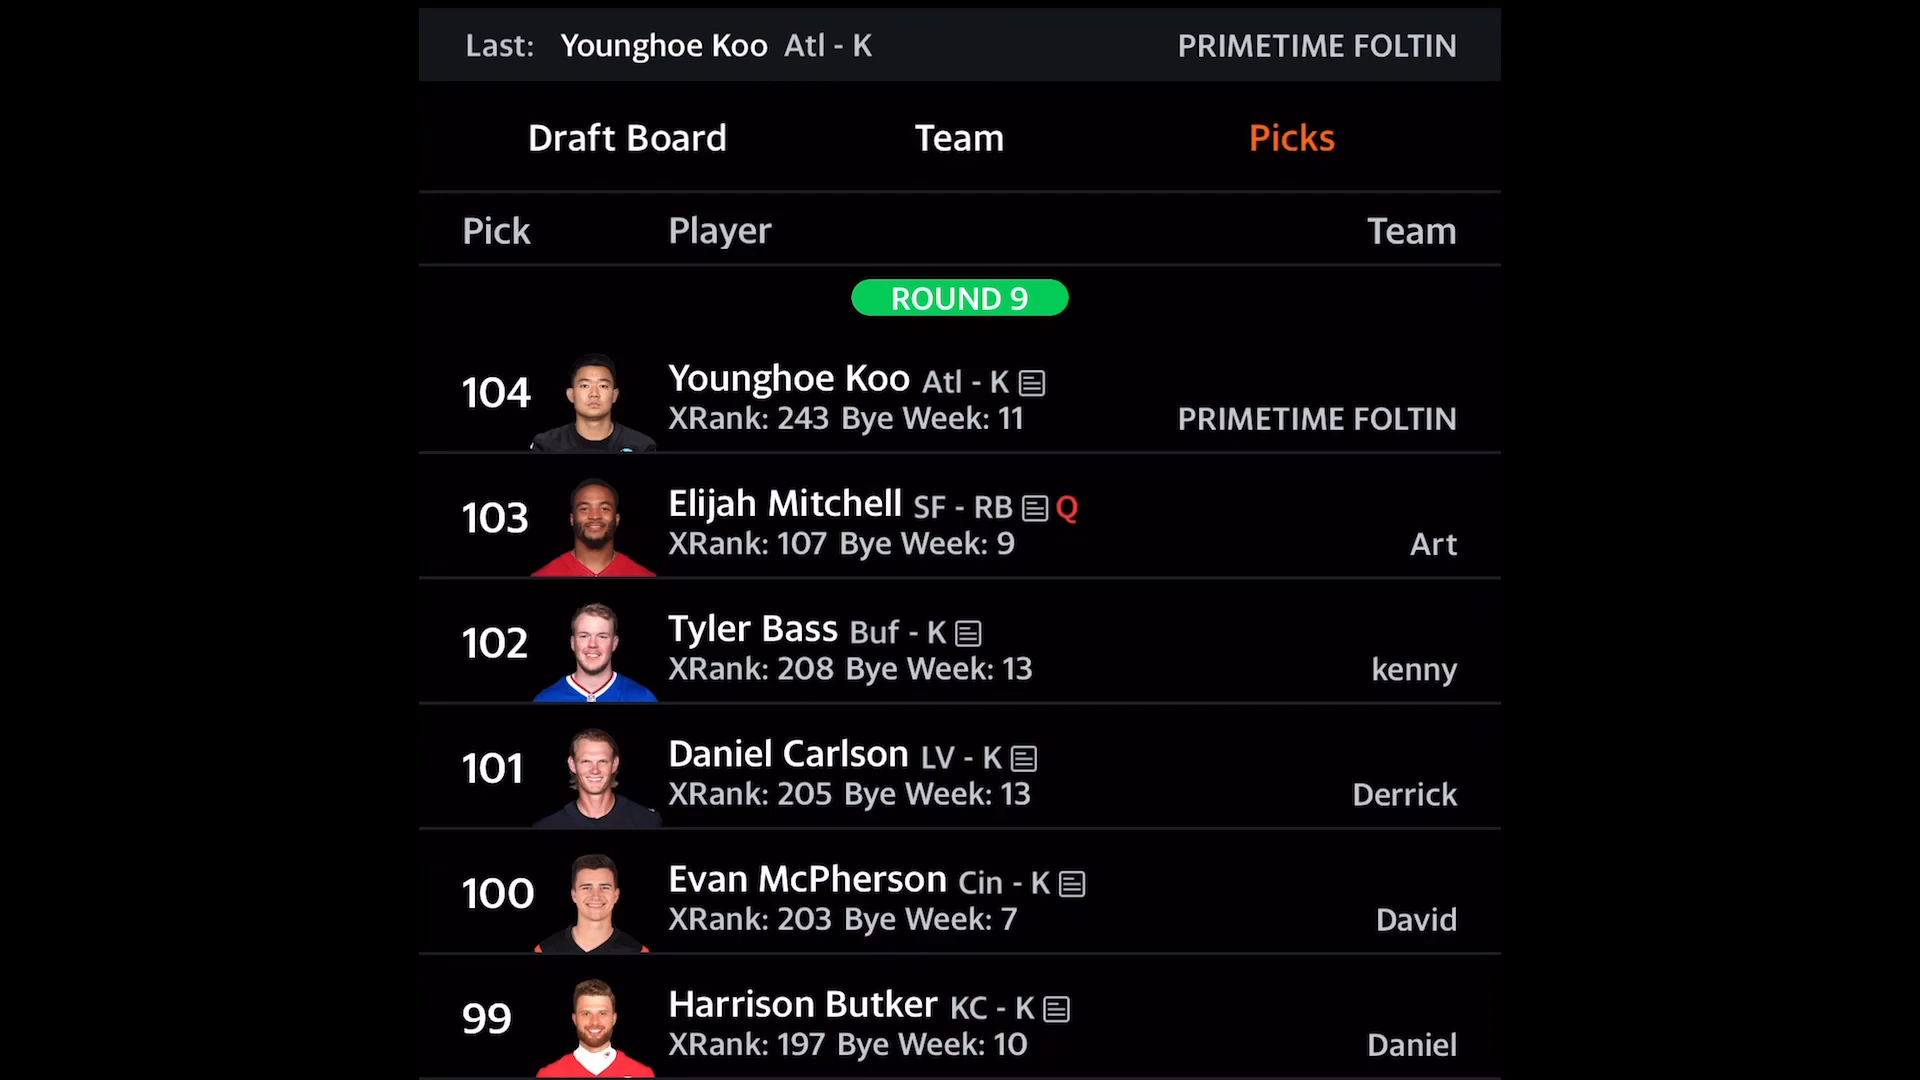 Last: Younghoe Koo Atl - K PRIMETIME FOLTIN
Draft Board Team Picks
Pick Player Team
ROUND 9
104 Younghoe Koo Atl - K
XRank: 243 Bye Week: 11 PRIMETIME FOLTIN
103 Elijah Mitchell SF - RB Q
XRank: 107 Bye Week: 9 Art
102 Tyler Bass Buf - K
XRank: 208 Bye Week: 13 kenny
101 Daniel Carlson LV - K
XRank: 205 Bye Week: 13 Derrick
100 Evan McPherson Cin - K
XRank: 203 Bye Week: 7 David
99 Harrison Butker KC - K
XRank: 197 Bye Week: 10 Daniel